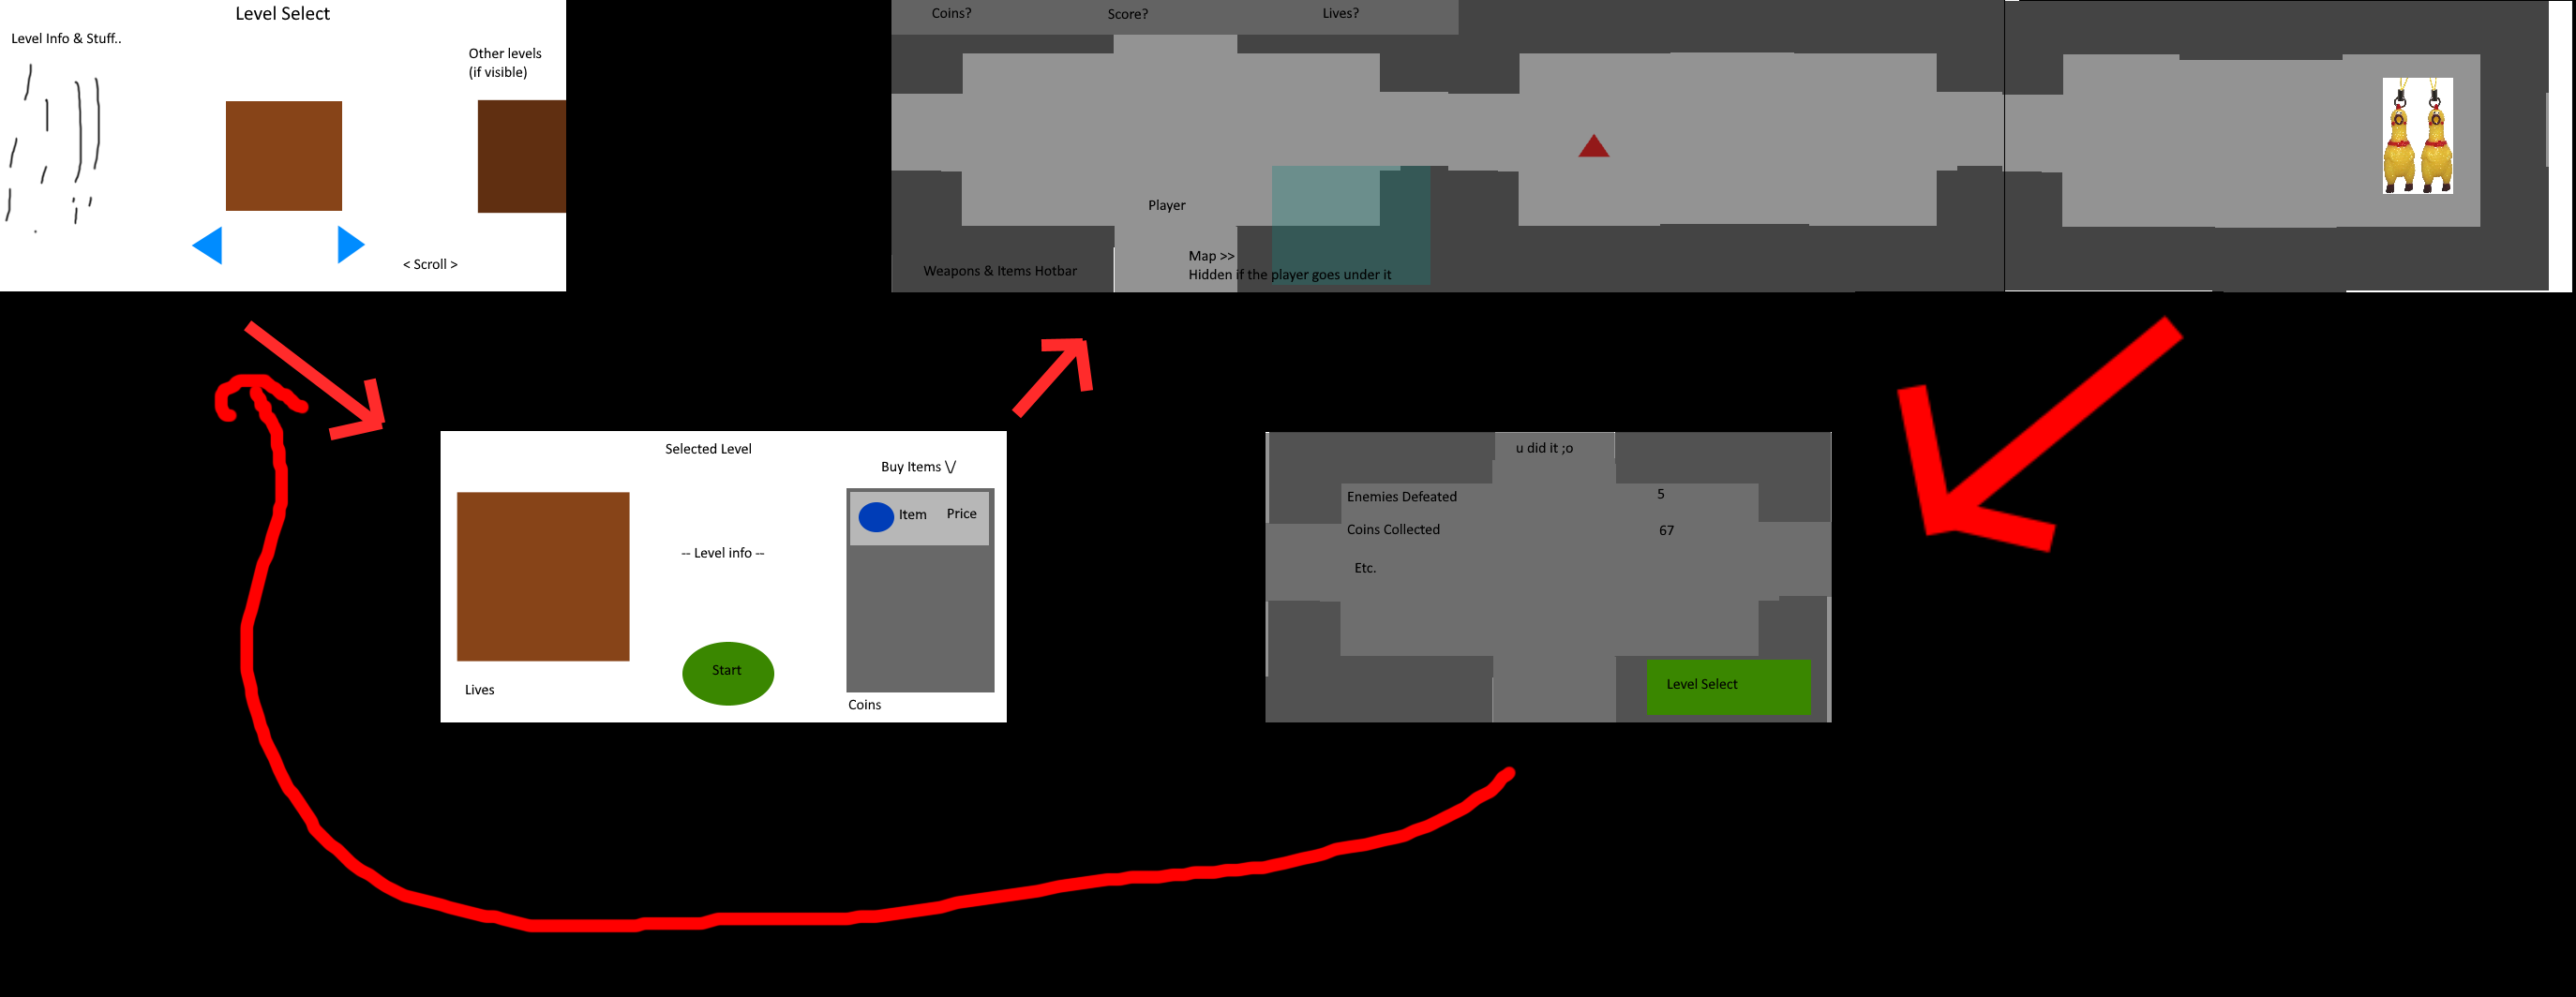 Level Select
Level Info & Stuff..
Other levels
(if visible)
< Scroll >
Coins?
Score?
Lives?
Player
Weapons & Items Hotbar
Map >>
Hidden if the player goes under it
Selected Level
Buy Items \/
Item
Price
-- Level info --
Start
Lives
Coins
u did it ;o
Enemies Defeated
5
Coins Collected
67
Etc.
Level Select